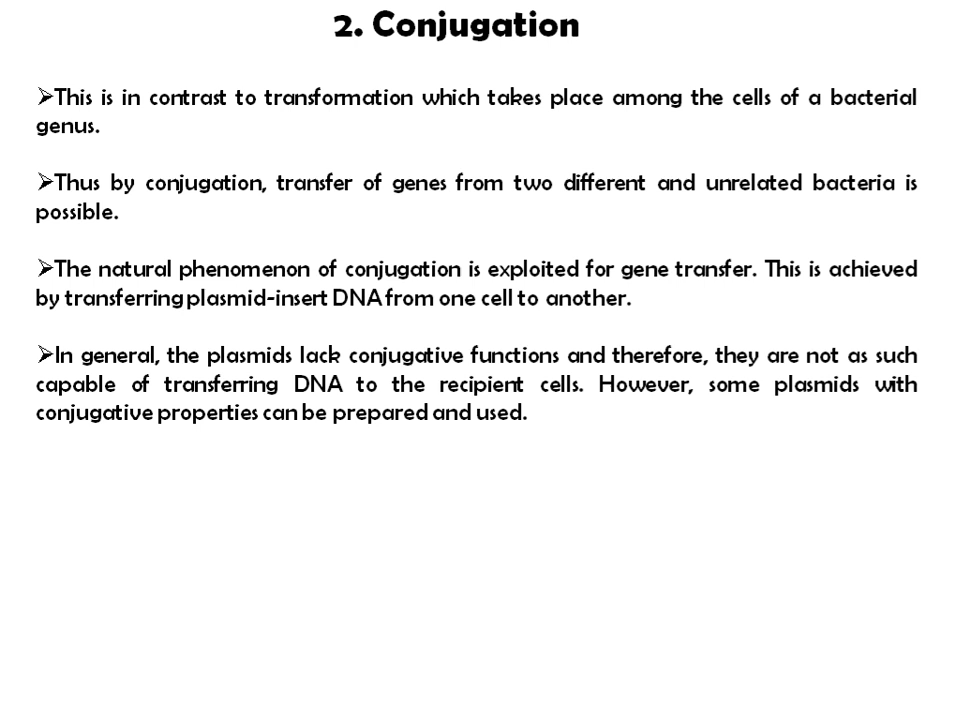 2. Conjugation
➢This is in contrast to transformation which takes place among the cells of a bacterial
genus.
➢Thus by conjugation, transfer of genes from two different and unrelated bacteria is
possible.
➢The natural phenomenon of conjugation is exploited for gene transfer. This is achieved
by transferring plasmid-insert DNA from one cell to another.
➢In general, the plasmids lack conjugative functions and therefore, they are not as such
capable of transferring DNA to the recipient cells. However, some plasmids with
conjugative properties can be prepared and used.